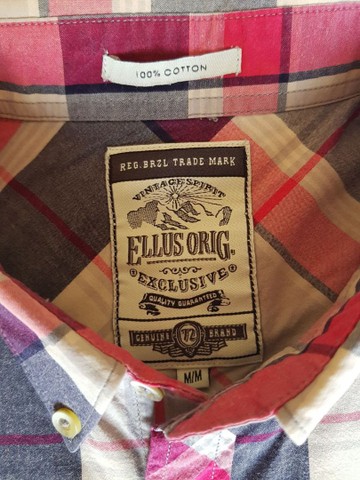 100% COTTON
REG. BRZL TRADE MARK
VINTAGE SPIRIT
ELLUS ORIG.
EXCLUSIVE
QUALITY GUARANTEED
GENUINE 72 BRAND
M/M